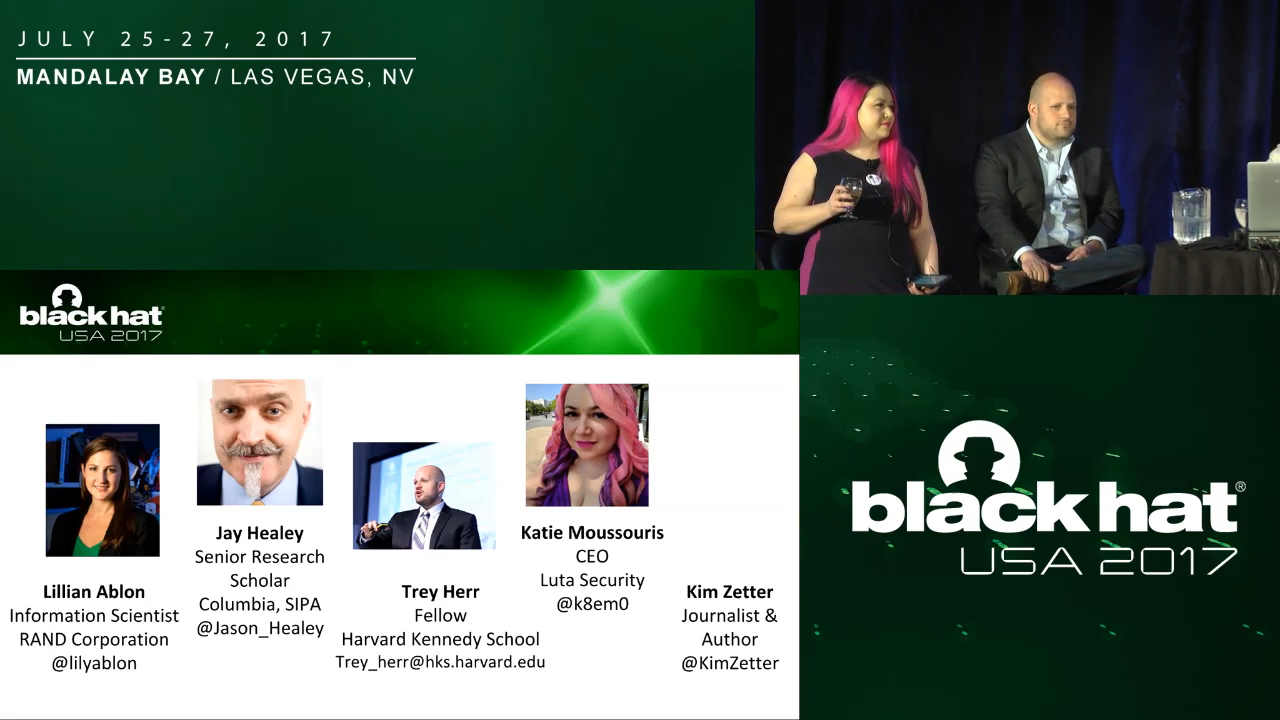 JULY 25-27, 2017
MANDALAY BAY / LAS VEGAS, NV
black hat
USA 2017
Lillian Ablon
Information Scientist
RAND Corporation
@lilyablon
Jay Healey
Senior Research
Scholar
Columbia, SIPA
@Jason_Healey
Trey Herr
Fellow
Harvard Kennedy School
Trey_herr@hks.harvard.edu
Katie Moussouris
CEO
Luta Security
@k8em0
Kim Zetter
Journalist &
Author
@KimZetter
black hat®
USA 2017